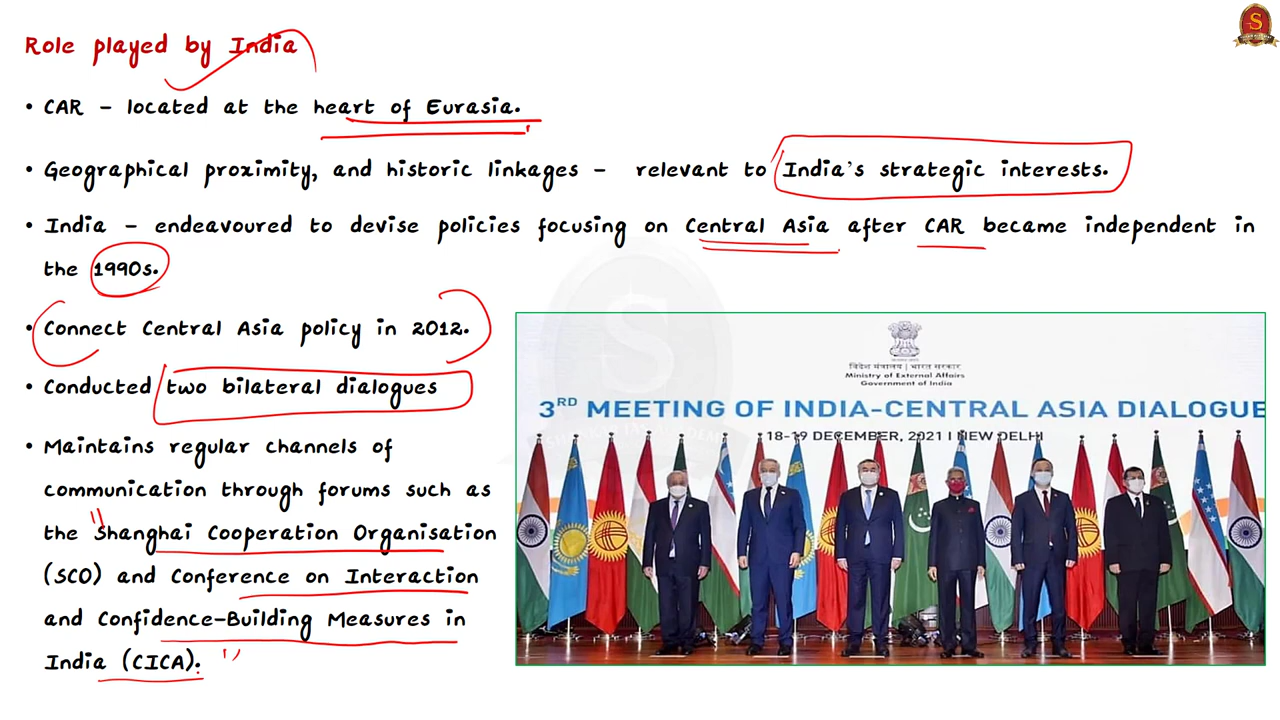 Role played by India
• CAR – located at the heart of Eurasia.
• Geographical proximity, and historic linkages – relevant to India's strategic interests.
• India – endeavoured to devise policies focusing on Central Asia after CAR became independent in
the 1990s.
• Connect Central Asia policy in 2012.
• Conducted two bilateral dialogues
• Maintains regular channels of
communication through forums such as
the Shanghai Cooperation Organisation
(SCO) and Conference on Interaction
and Confidence-Building Measures in
India (CICA).
विदेश मंत्रालय | भारत सरकार
Ministry of External Affairs
Government of India
3RD MEETING OF INDIA-CENTRAL ASIA DIALOGUE
18-19 DECEMBER, 2021 I NEW DELHI
S